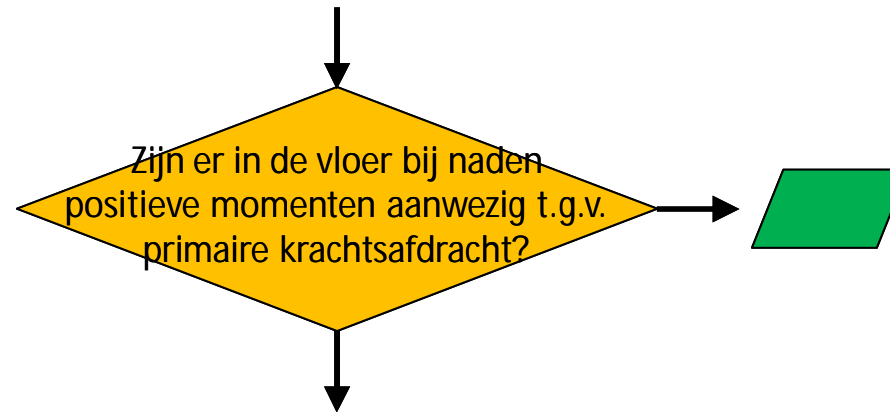 Zijn er in de vloer bij naden
positieve momenten aanwezig t.g.v.
primaire krachtsafdracht?